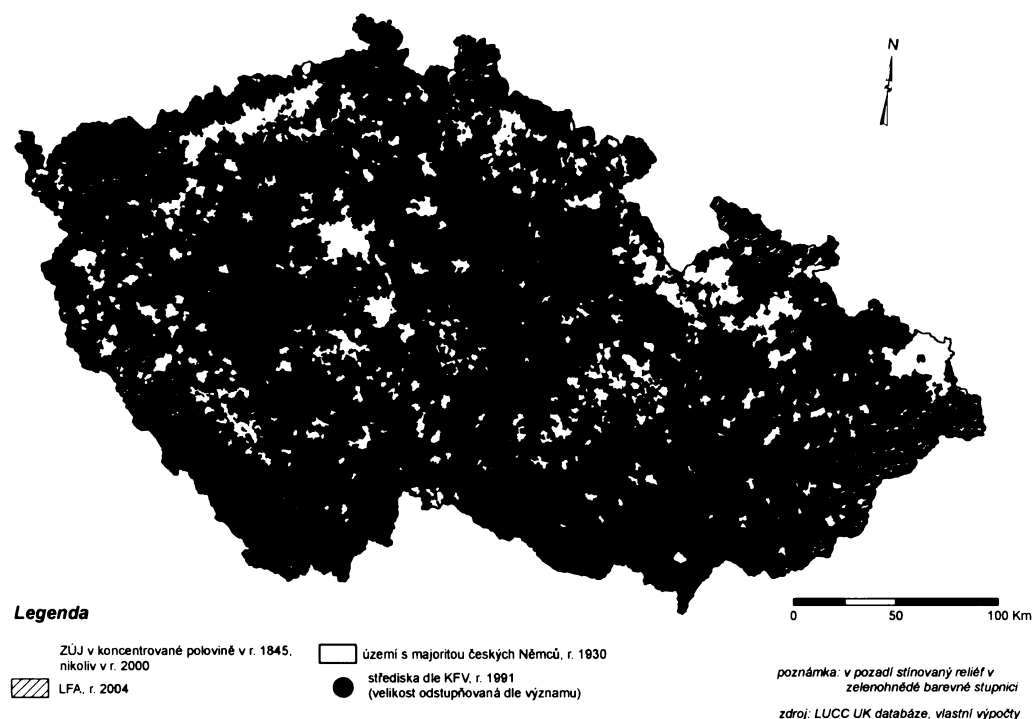 N
Legenda
0 50 100 Km
ZÚJ v koncentrované polovině v r. 1845,
nikoliv v r. 2000
LFA, r. 2004
území s majoritou českých Němců, r. 1930
střediska dle KFV, r. 1991
(velikost odstupňovaná dle významu)
poznámka: v pozadí stínovaný reliéf v
zelenohnědé barevné stupnici
zdroj: LUCC UK databáze, vlastní výpočty